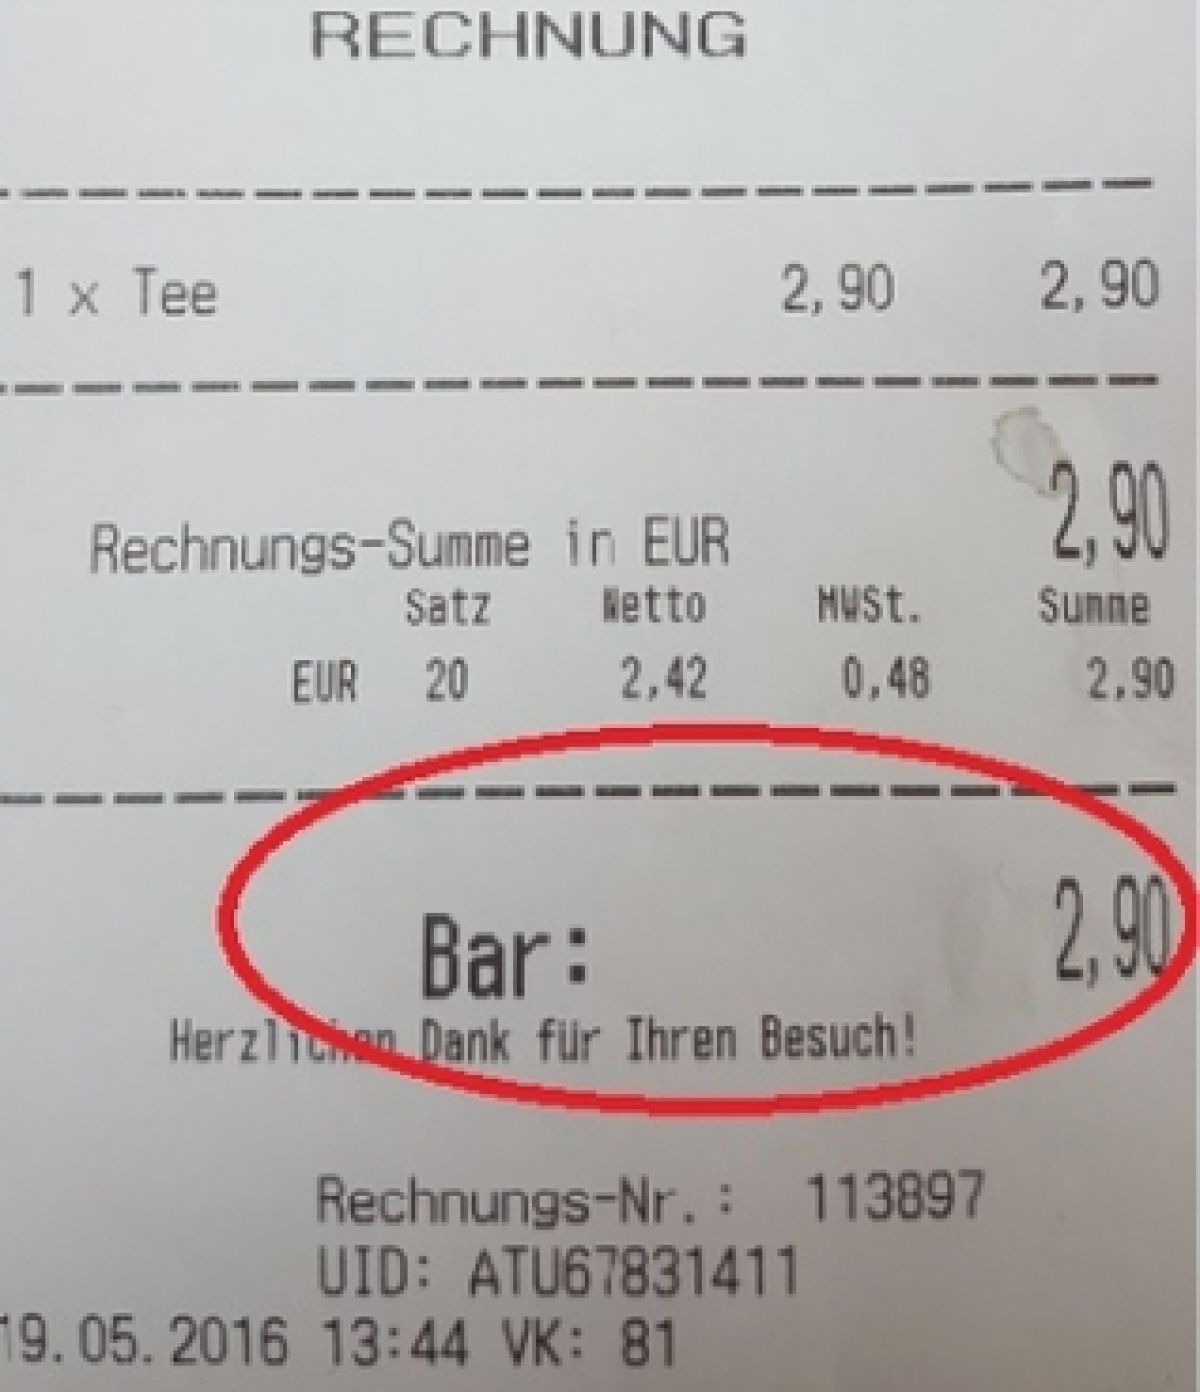 RECHNUNG
1 x Tee 2,90 2,90
2,90
Rechnungs-Summe in EUR
Satz Netto MWSt. Summe
EUR 20 2,42 0,48 2,90
Bar: 2,90
Herzlichen Dank für Ihren Besuch!
Rechnungs-Nr.: 113897
UID: ATU67831411
19.05.2016 13:44 VK: 81